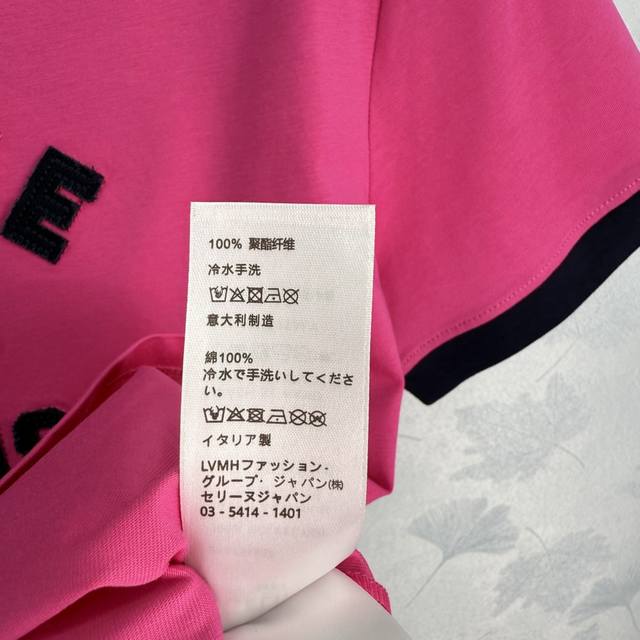 E
100% 聚酯纤维
冷水手洗
意大利制造
綿100%
冷水で手洗いしてくださ
い。
イタリア製
LVMHファッション・
グループ・ジャパン(株)
セリーヌジャパン
03 - 5414 - 1401